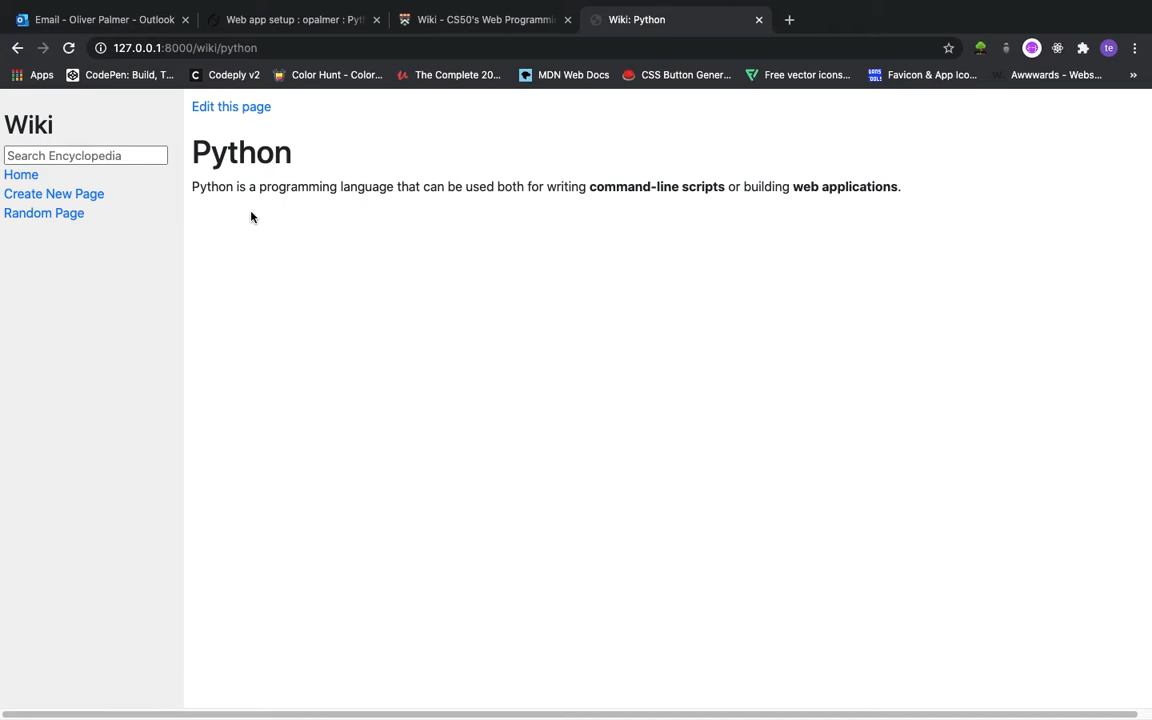 Email - Oliver Palmer - Outlook
Web app setup : opalmer : Pyt
Wiki - CS50's Web Programmi
Wiki: Python
127.0.0.1:8000/wiki/python
te
Apps
CodePen: Build, T...
Codeply v2
Color Hunt - Color...
The Complete 20...
MDN Web Docs
CSS Button Gener...
Free vector icons...
Favicon & App Ico...
Awwwards - Webs...
»
Wiki
Search Encyclopedia
Home
Create New Page
Random Page
Edit this page
Python
Python is a programming language that can be used both for writing command-line scripts or building web applications.